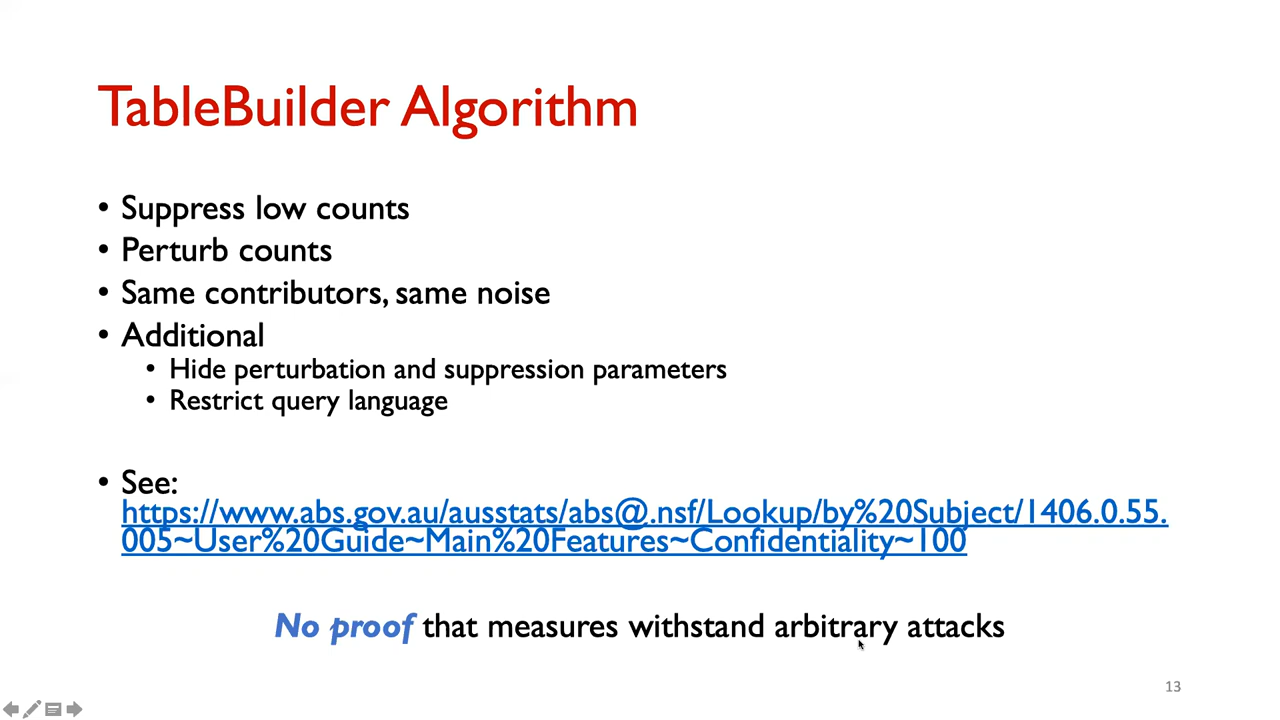 TableBuilder Algorithm
• Suppress low counts
• Perturb counts
• Same contributors, same noise
• Additional
• Hide perturbation and suppression parameters
• Restrict query language
• See:
https://www.abs.gov.au/ausstats/abs@.nsf/Lookup/by%20Subject/1406.0.55.
005~User%20Guide~Main%20Features~Confidentiality~100
No proof that measures withstand arbitrary attacks
13